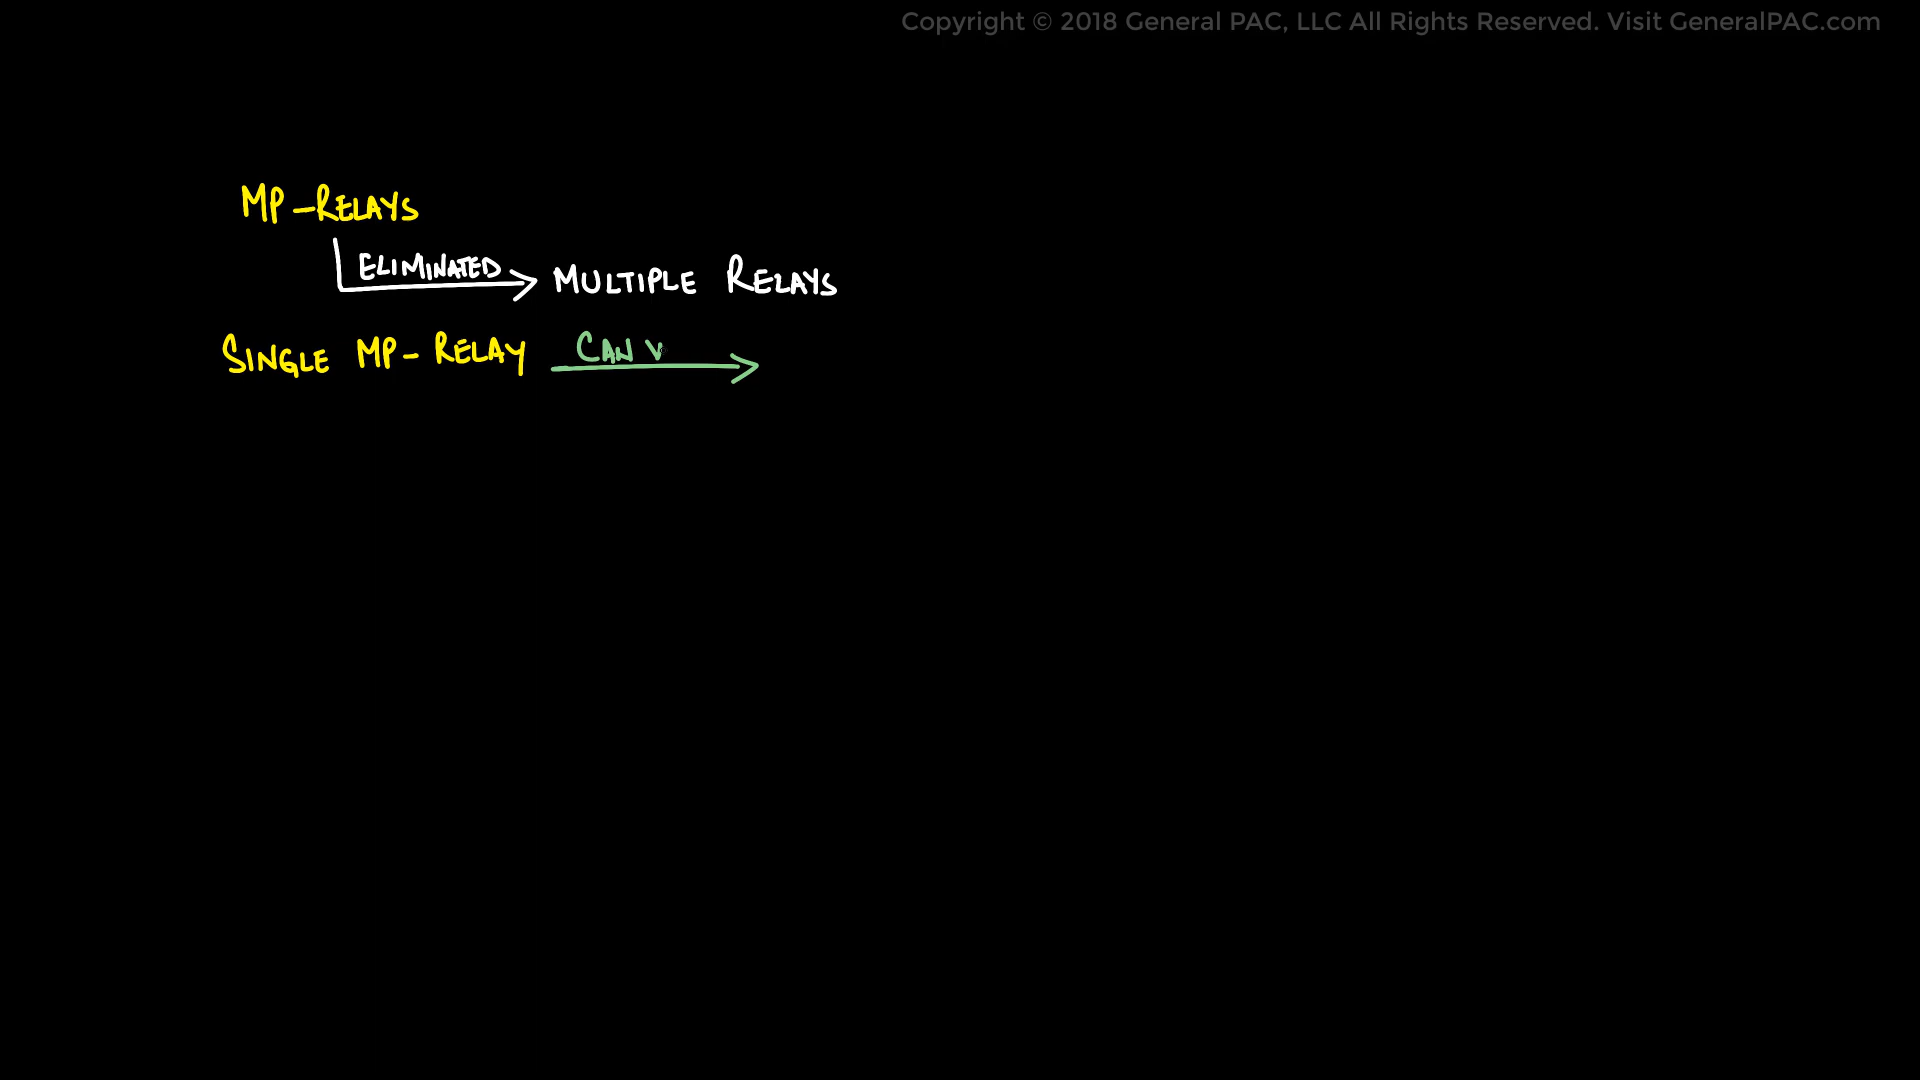 Copyright © 2018 General PAC, LLC All Rights Reserved. Visit GeneralPAC.com
MP-RELAYS
ELIMINATED
MULTIPLE RELAYS
SINGLE MP-RELAY CAN